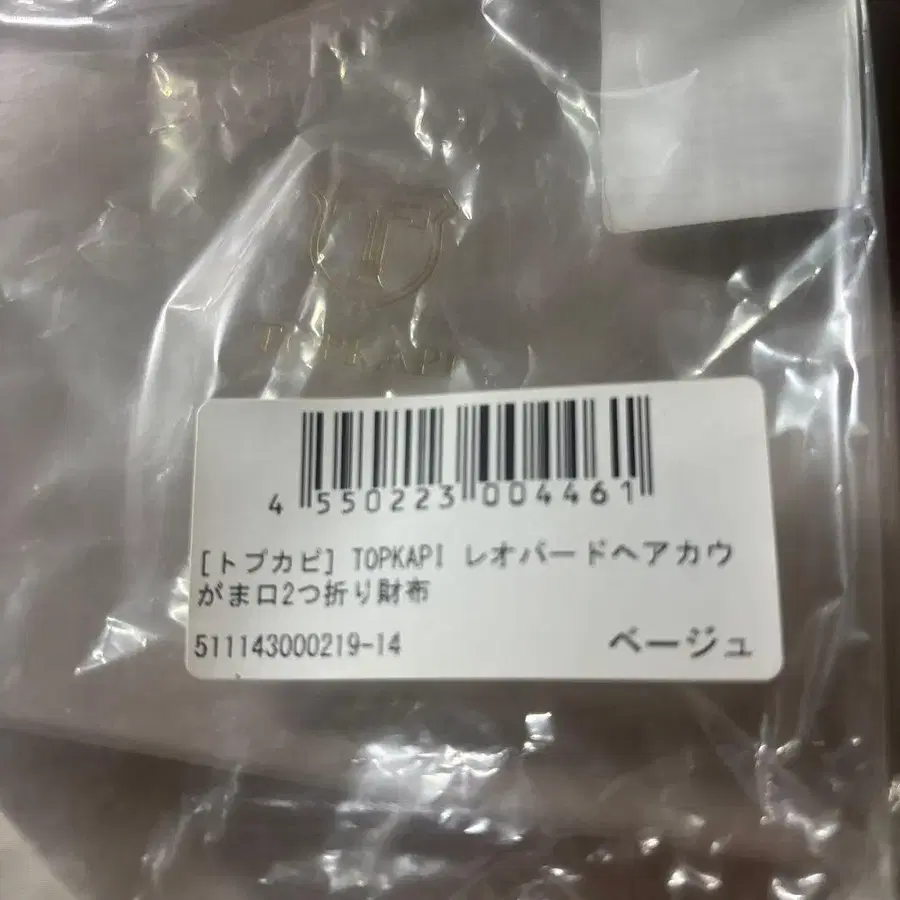 TOPKAPI
4 550223 004461
[トプカピ] TOPKAPI レオパードヘアカウ
がま口2つ折り財布
511143000219-14 ベージュ